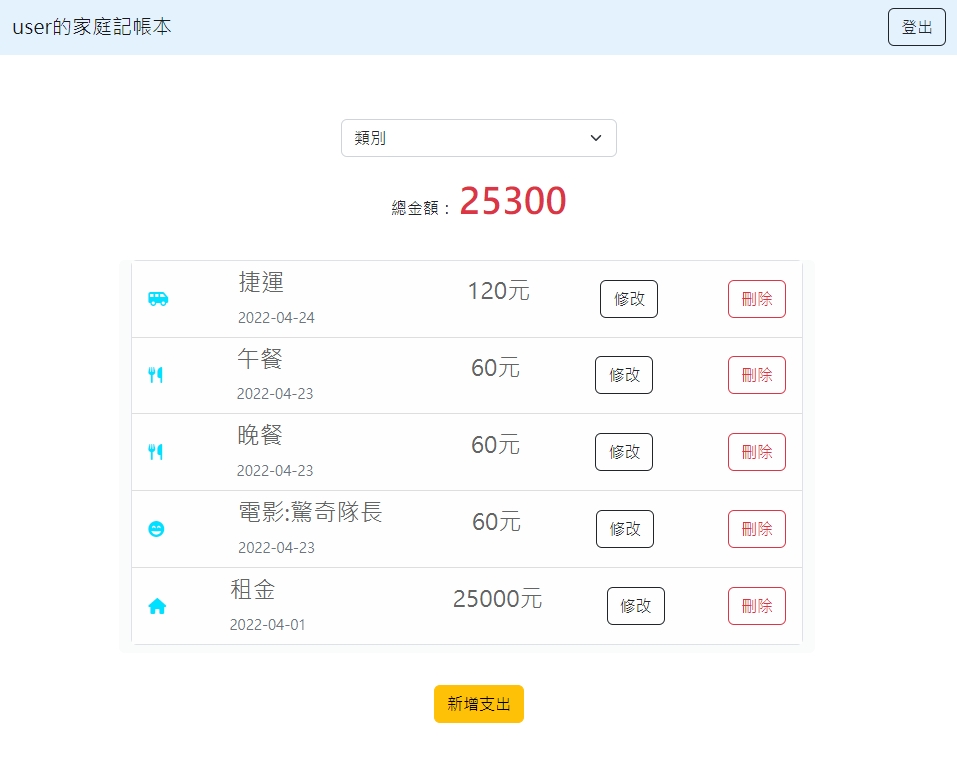 user的家庭記帳本
登出
類別
總金額： 25300
捷運
2022-04-24
120元
修改
刪除
午餐
2022-04-23
60元
修改
刪除
晚餐
2022-04-23
60元
修改
刪除
電影:驚奇隊長
2022-04-23
60元
修改
刪除
租金
2022-04-01
25000元
修改
刪除
新增支出